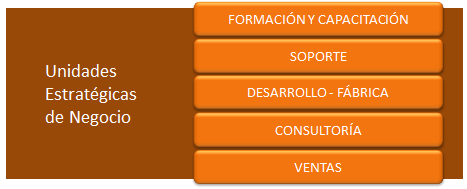 Unidades
Estratégicas
de Negocio
FORMACIÓN Y CAPACITACIÓN
SOPORTE
DESARROLLO - FÁBRICA
CONSULTORÍA
VENTAS